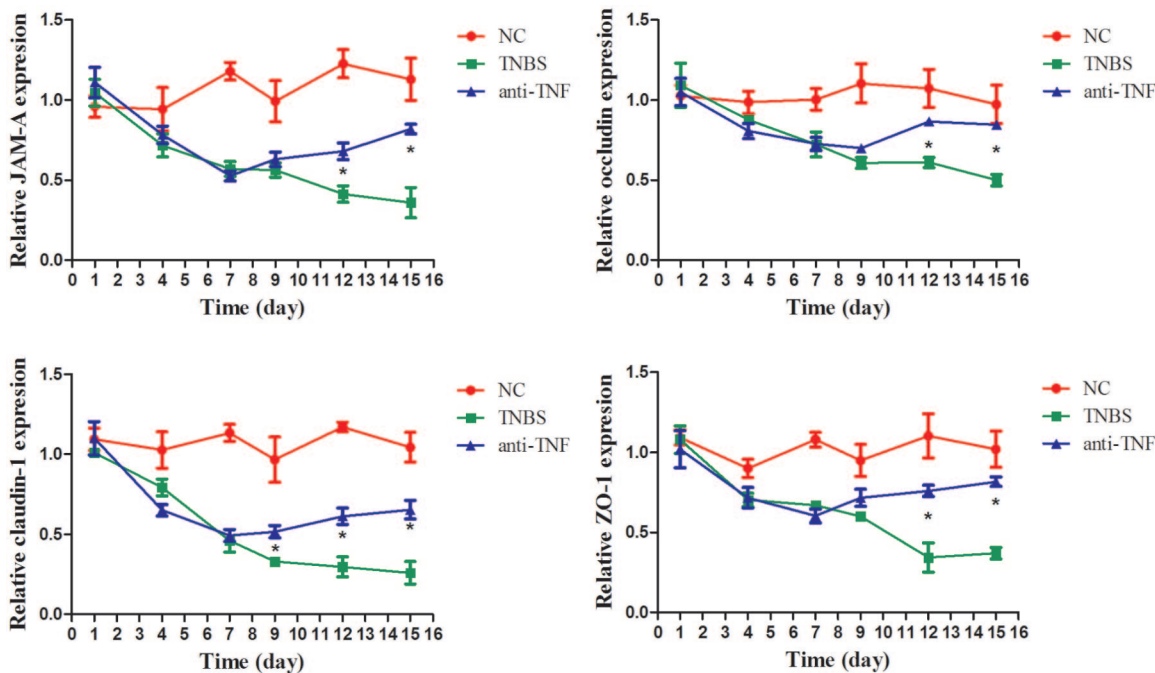 Relative JAM-A expresion
1.5
1.0
0.5
0.0
NC
TNBS
anti-TNF
*
*
0 1 2 3 4 5 6 7 8 9 10 11 12 13 14 15 16
Time (day)
Relative occludin expresion
1.5
1.0
0.5
0.0
NC
TNBS
anti-TNF
*
*
0 1 2 3 4 5 6 7 8 9 10 11 12 13 14 15 16
Time (day)
Relative claudin-1 expresion
1.5
1.0
0.5
0.0
NC
TNBS
anti-TNF
*
*
*
0 1 2 3 4 5 6 7 8 9 10 11 12 13 14 15 16
Time (day)
Relative ZO-1 expresion
1.5
1.0
0.5
0.0
NC
TNBS
anti-TNF
*
*
0 1 2 3 4 5 6 7 8 9 10 11 12 13 14 15 16
Time (day)